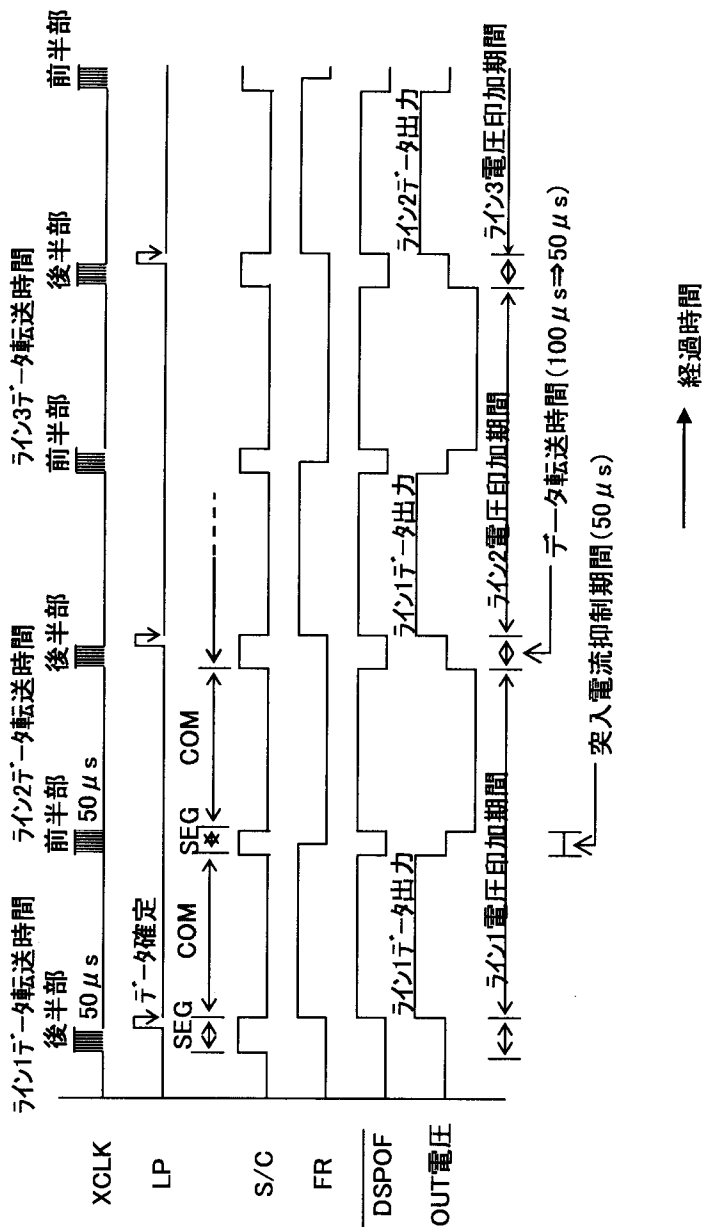 ライン1データ転送時間 ライン2データ転送時間 ライン3データ転送時間
後半部 前半部 後半部 前半部 後半部 前半部
50μs 50μs
XCLK
データ確定
LP
SEG COM SEG COM
S/C
FR
DSPOF
ライン1データ出力 ライン1データ出力 ライン2データ出力
OUT電圧
ライン1電圧印加期間 ライン2電圧印加期間 ライン3電圧印加期間
データ転送時間(100μs⇒50μs)
突入電流抑制期間(50μs)
経過時間